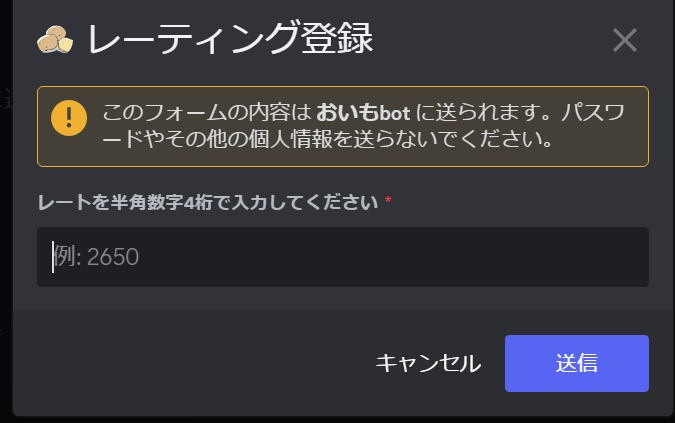 レーティング登録
このフォームの内容は おいもbot に送られます。パスワ
ードやその他の個人情報を送らないでください。
レートを半角数字4桁で入力してください *
例: 2650
キャンセル
送信